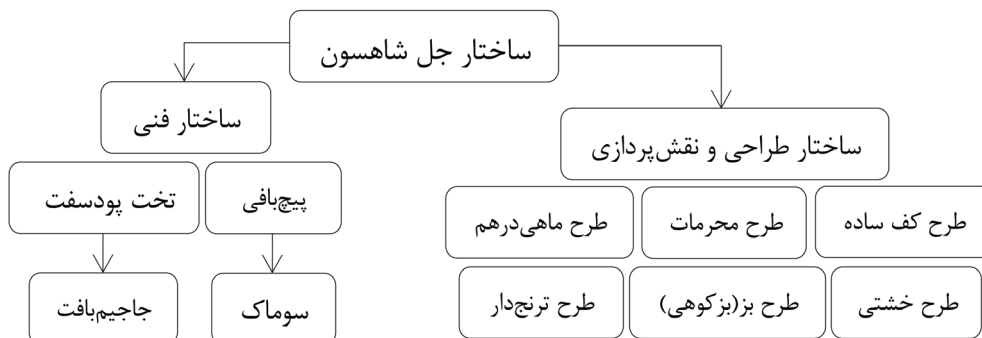 ساختار جل شاهسون
ساختار طراحی و نقش‌پردازی
ساختار فنی
طرح کف ساده
طرح محرمات
طرح ماهی‌درهم
پیچ‌بافی
تخت پودسفت
طرح خشتی
طرح بز(بزکوهی)
طرح ترنج‌دار
سوماک
جاجیم‌بافت